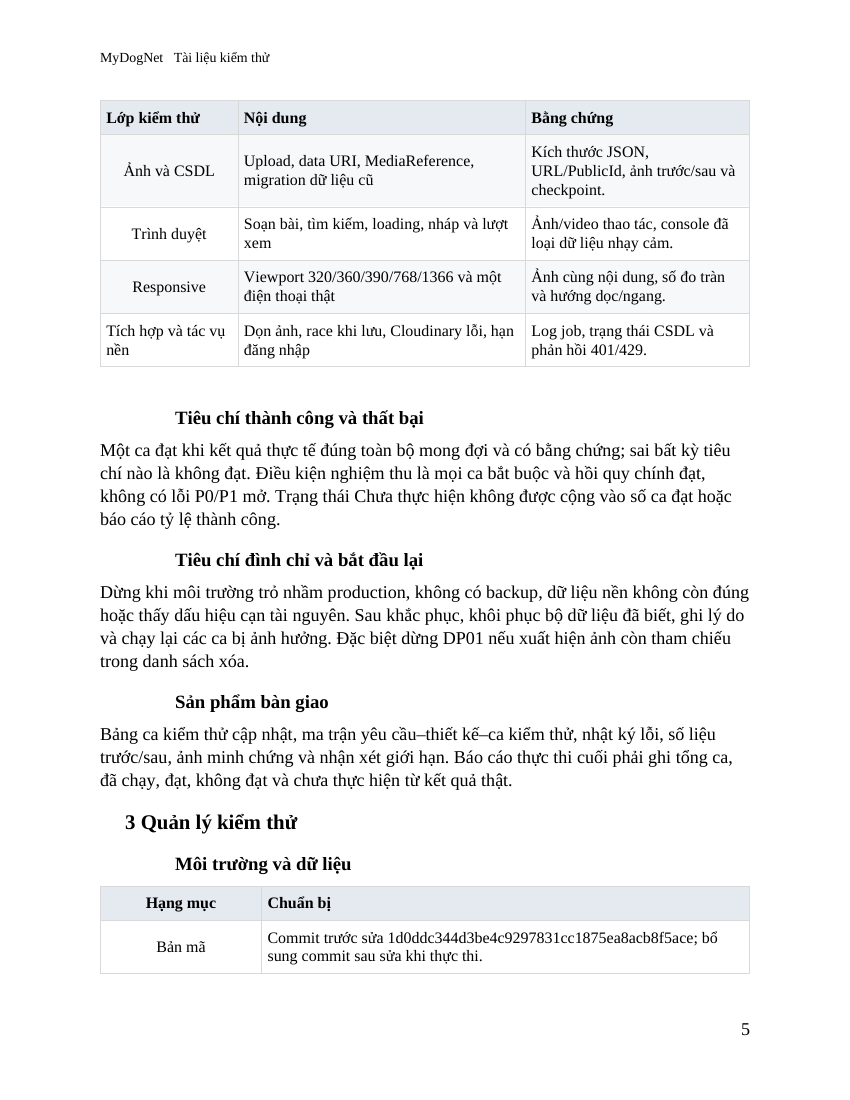 MyDogNet Tài liệu kiểm thử
Lớp kiểm thử
Nội dung
Bằng chứng
Ảnh và CSDL
Upload, data URI, MediaReference,
migration dữ liệu cũ
Kích thước JSON,
URL/PublicId, ảnh trước/sau và
checkpoint.
Trình duyệt
Soạn bài, tìm kiếm, loading, nháp và lượt
xem
Ảnh/video thao tác, console đã
loại dữ liệu nhạy cảm.
Responsive
Viewport 320/360/390/768/1366 và một
điện thoại thật
Ảnh cùng nội dung, số đo tràn
và hướng dọc/ngang.
Tích hợp và tác vụ
nền
Dọn ảnh, race khi lưu, Cloudinary lỗi, hạn
đăng nhập
Log job, trạng thái CSDL và
phản hồi 401/429.
Tiêu chí thành công và thất bại
Một ca đạt khi kết quả thực tế đúng toàn bộ mong đợi và có bằng chứng; sai bất kỳ tiêu
chí nào là không đạt. Điều kiện nghiệm thu là mọi ca bắt buộc và hồi quy chính đạt,
không có lỗi P0/P1 mở. Trạng thái Chưa thực hiện không được cộng vào số ca đạt hoặc
báo cáo tỷ lệ thành công.
Tiêu chí đình chỉ và bắt đầu lại
Dừng khi môi trường trỏ nhầm production, không có backup, dữ liệu nền không còn đúng
hoặc thấy dấu hiệu cạn tài nguyên. Sau khắc phục, khôi phục bộ dữ liệu đã biết, ghi lý do
và chạy lại các ca bị ảnh hưởng. Đặc biệt dừng DP01 nếu xuất hiện ảnh còn tham chiếu
trong danh sách xóa.
Sản phẩm bàn giao
Bảng ca kiểm thử cập nhật, ma trận yêu cầu–thiết kế–ca kiểm thử, nhật ký lỗi, số liệu
trước/sau, ảnh minh chứng và nhận xét giới hạn. Báo cáo thực thi cuối phải ghi tổng ca,
đã chạy, đạt, không đạt và chưa thực hiện từ kết quả thật.
3 Quản lý kiểm thử
Môi trường và dữ liệu
Hạng mục
Chuẩn bị
Bản mã
Commit trước sửa 1d0ddc344d3be4c9297831cc1875ea8acb8f5ace; bổ
sung commit sau sửa khi thực thi.
5